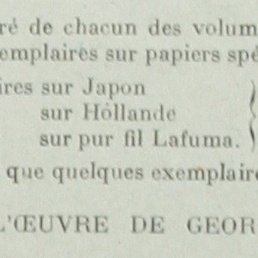 ré de chacun des volum
emplaires sur papiers spé
ires sur Japon
sur Hollande
sur pur fil Lafuma.
que quelques exemplaire
L'ŒUVRE DE GEOR